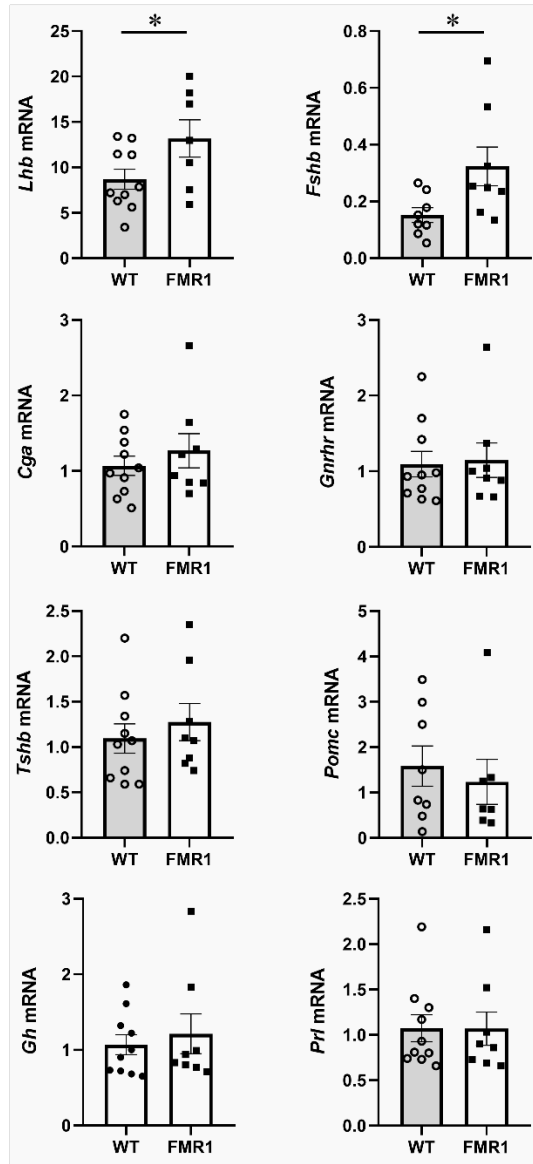 *
25
20
15
10
5
0
Lhb mRNA
WT FMR1
*
0.8
0.6
0.4
0.2
0.0
Fshb mRNA
WT FMR1
3
2
1
0
Cga mRNA
WT FMR1
3
2
1
0
Gnrhr mRNA
WT FMR1
2.5
2.0
1.5
1.0
0.5
0.0
Tshb mRNA
WT FMR1
5
4
3
2
1
0
Pomc mRNA
WT FMR1
3
2
1
0
Gh mRNA
WT FMR1
2.5
2.0
1.5
1.0
0.5
0.0
Prl mRNA
WT FMR1